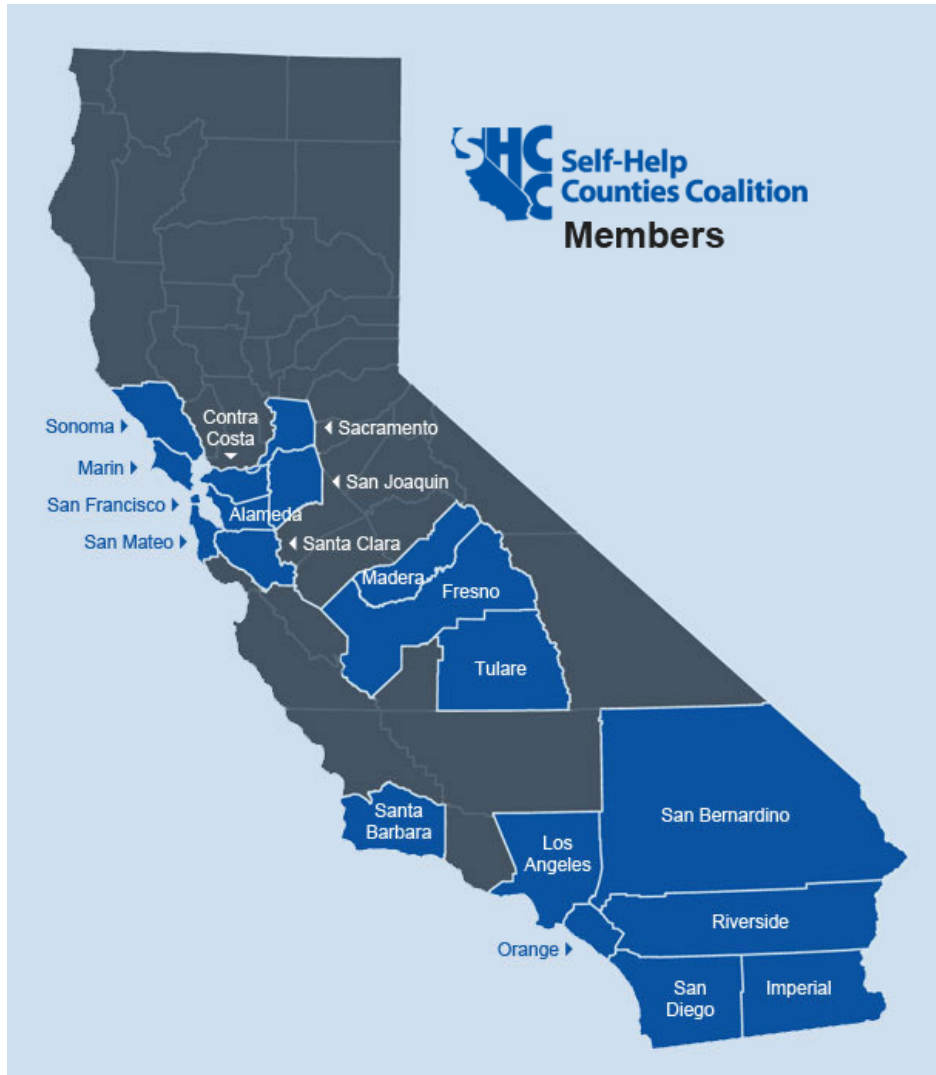 SHC
C
Self-Help
Counties Coalition
Members
Contra
Costa
Sonoma
Sacramento
Marin
San Joaquin
San Francisco
Alameda
San Mateo
Santa Clara
Madera
Fresno
Tulare
Santa
Barbara
San Bernardino
Los
Angeles
Riverside
Orange
San
Diego
Imperial